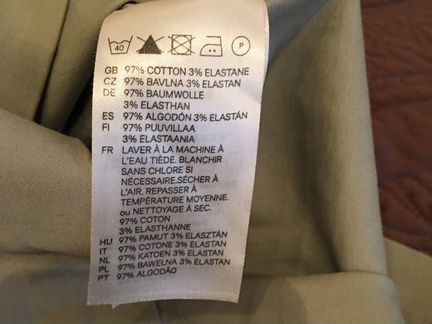 40 P
GB 97% COTTON 3% ELASTANE
CZ 97% BAVLNA 3% ELASTAN
DE 97% BAUMWOLLE
3% ELASTHAN
ES 97% ALGODÓN 3% ELASTÁN
FI 97% PUUVILLAA
3% ELASTAANIA
FR LAVER À LA MACHINE À
L'EAU TIÈDE. BLANCHIR
SANS CHLORE SI
NÉCESSAIRE.SÉCHER À
L'AIR. REPASSER À
TEMPÉRATURE MOYENNE.
ou NETTOYAGE À SEC.
97% COTON
3% ELASTHANNE
HU 97% PAMUT 3% ELASZTÁN
IT 97% COTONE 3% ELASTAN
NL 97% KATOEN 3% ELASTAN
PL 97% BAWEŁNA 3% ELASTAN
PT 97% ALGODÃO